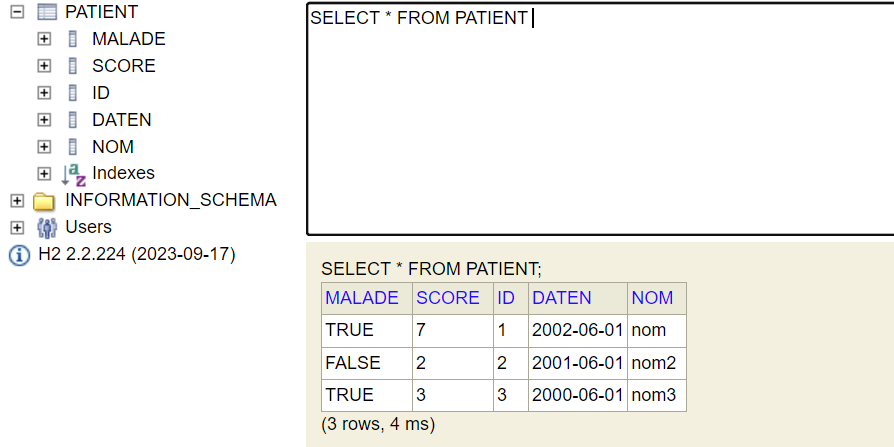 PATIENT
MALADE
SCORE
ID
DATEN
NOM
Indexes
INFORMATION_SCHEMA
Users
H2 2.2.224 (2023-09-17)
SELECT * FROM PATIENT
SELECT * FROM PATIENT;
MALADE SCORE ID DATEN NOM
TRUE 7 1 2002-06-01 nom
FALSE 2 2 2001-06-01 nom2
TRUE 3 3 2000-06-01 nom3
(3 rows, 4 ms)